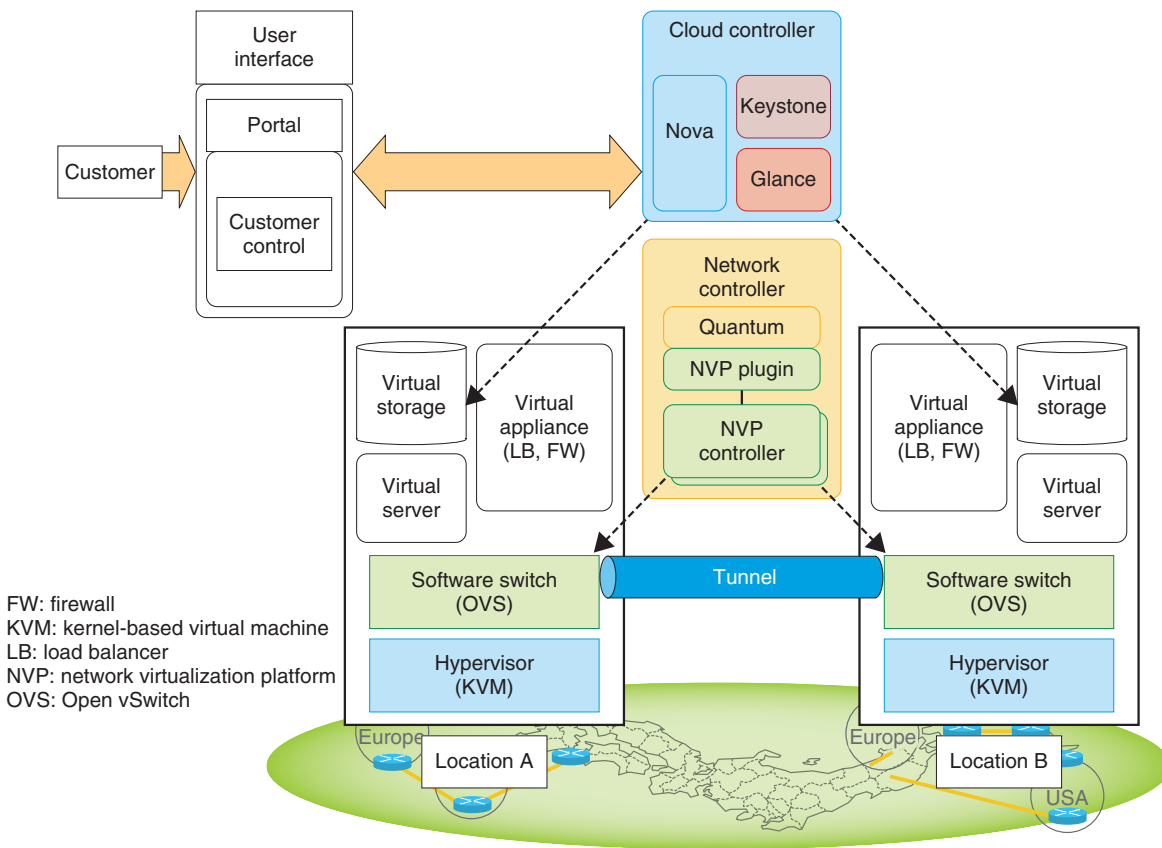 User
interface
Portal
Customer
Customer
control
Cloud controller
Nova
Keystone
Glance
Network
controller
Quantum
NVP plugin
NVP
controller
Virtual
storage
Virtual
appliance
(LB, FW)
Virtual
server
Software switch
(OVS)
Hypervisor
(KVM)
Tunnel
Virtual
appliance
(LB, FW)
Virtual
storage
Virtual
server
Software switch
(OVS)
Hypervisor
(KVM)
FW: firewall
KVM: kernel-based virtual machine
LB: load balancer
NVP: network virtualization platform
OVS: Open vSwitch
Europe
Location A
Europe
Location B
USA